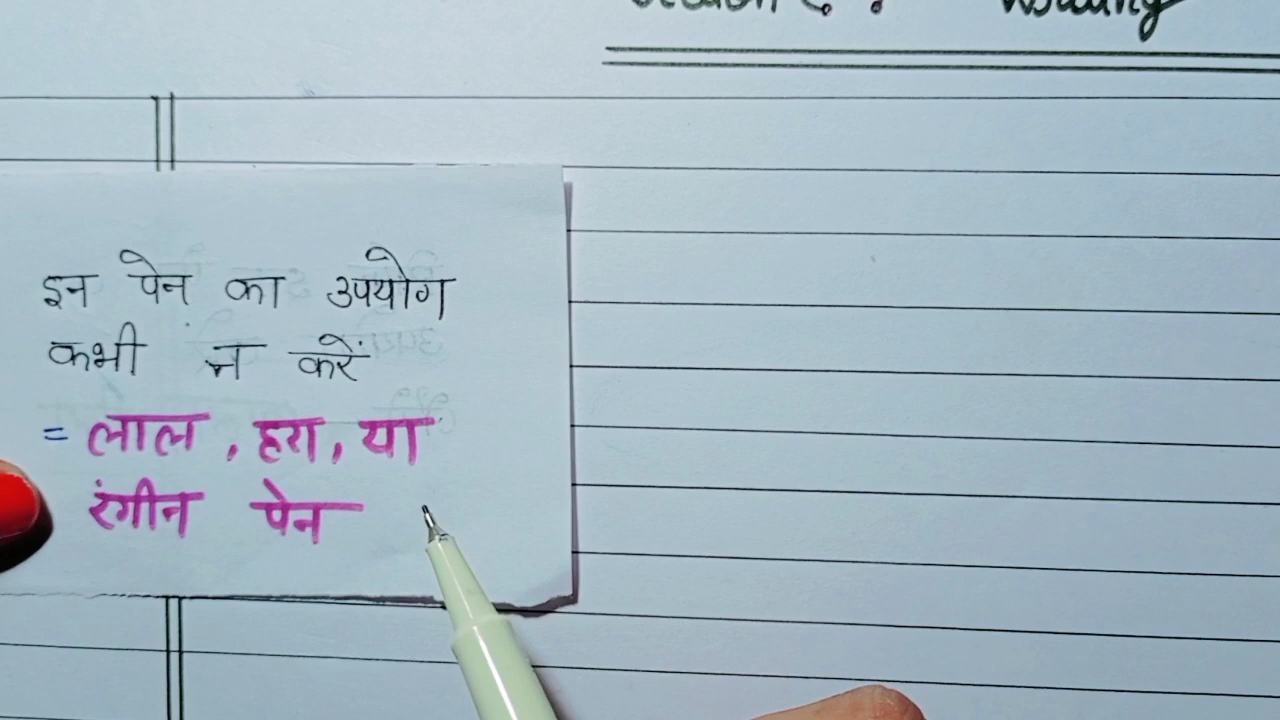 इन पेन का उपयोग
कभी न करें
= लाल, हरा, या
रंगीन पेन